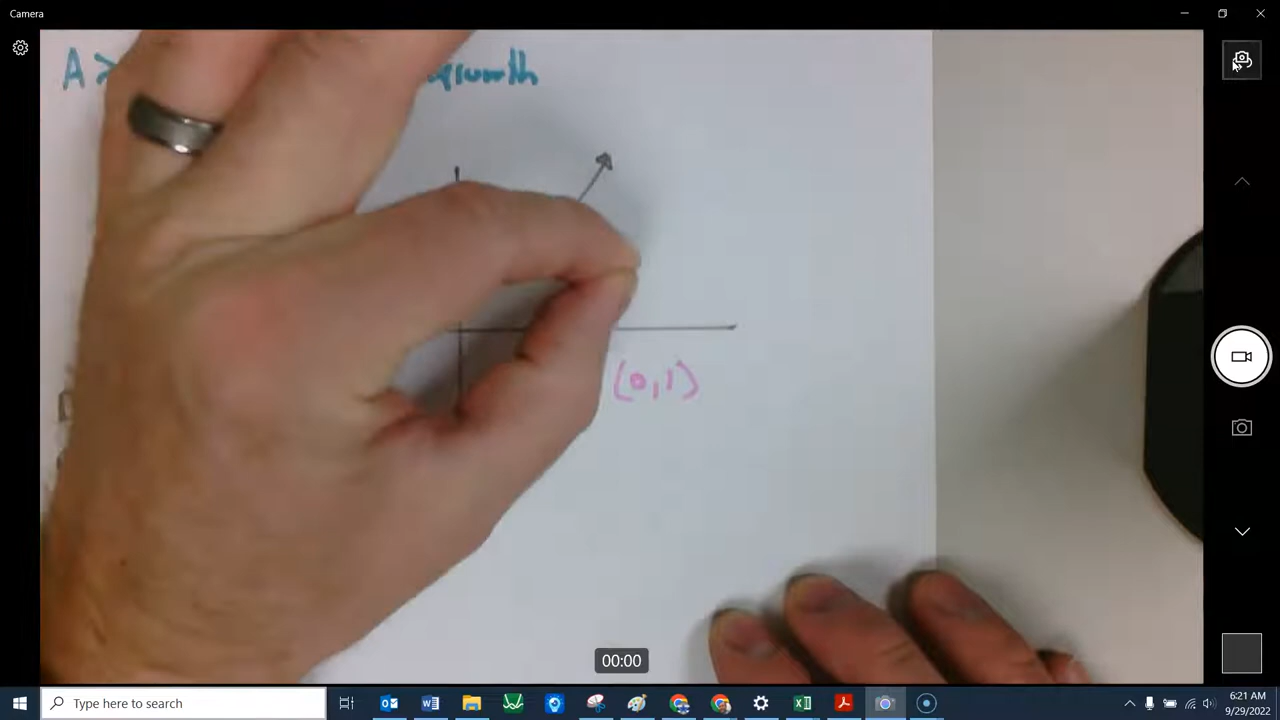 Camera
A >
growth
(0,1)
00:00
Type here to search
6:21 AM
9/29/2022